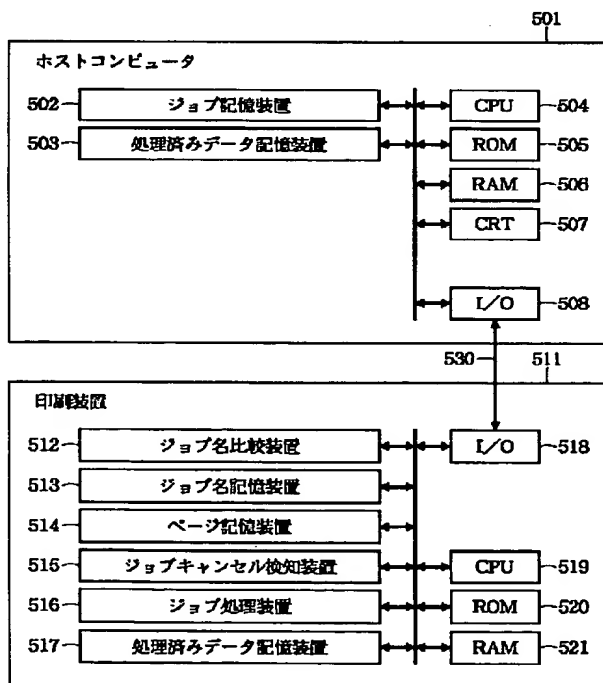 501
ホストコンピュータ
502 ジョブ記憶装置 CPU 504
503 処理済みデータ記憶装置 ROM 505
RAM 506
CRT 507
I/O 508
530 511
印刷装置
512 ジョブ名比較装置 I/O 518
513 ジョブ名記憶装置
514 ページ記憶装置
515 ジョブキャンセル検知装置 CPU 519
516 ジョブ処理装置 ROM 520
517 処理済みデータ記憶装置 RAM 521